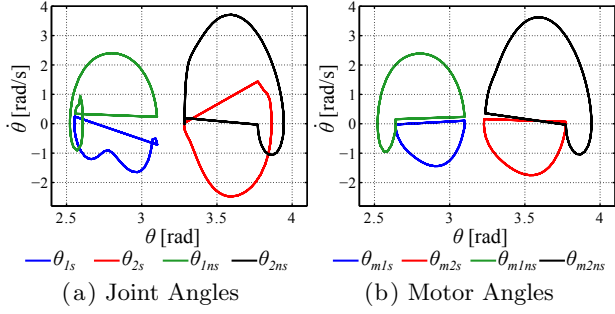 4
3
2
1
0
−1
−2
θ̇ [rad/s]
2.5 3 3.5 4
θ [rad]
θ1s θ2s θ1ns θ2ns
(a) Joint Angles
4
3
2
1
0
−1
−2
θ̇ [rad/s]
2.5 3 3.5 4
θ [rad]
θm1s θm2s θm1ns θm2ns
(b) Motor Angles